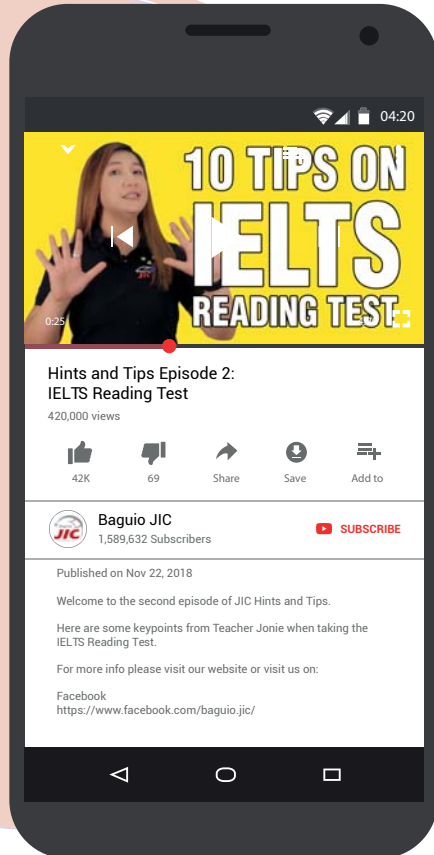 04:20
10 TIPS ON
IELTS
READING TEST
0:25
Hints and Tips Episode 2:
IELTS Reading Test
420,000 views
42K
69
Share
Save
Add to
JIC
Baguio JIC
1,589,632 Subscribers
SUBSCRIBE
Published on Nov 22, 2018
Welcome to the second episode of JIC Hints and Tips.
Here are some keypoints from Teacher Jonie when taking the
IELTS Reading Test.
For more info please visit our website or visit us on:
Facebook
https://www.facebook.com/baguio.jic/